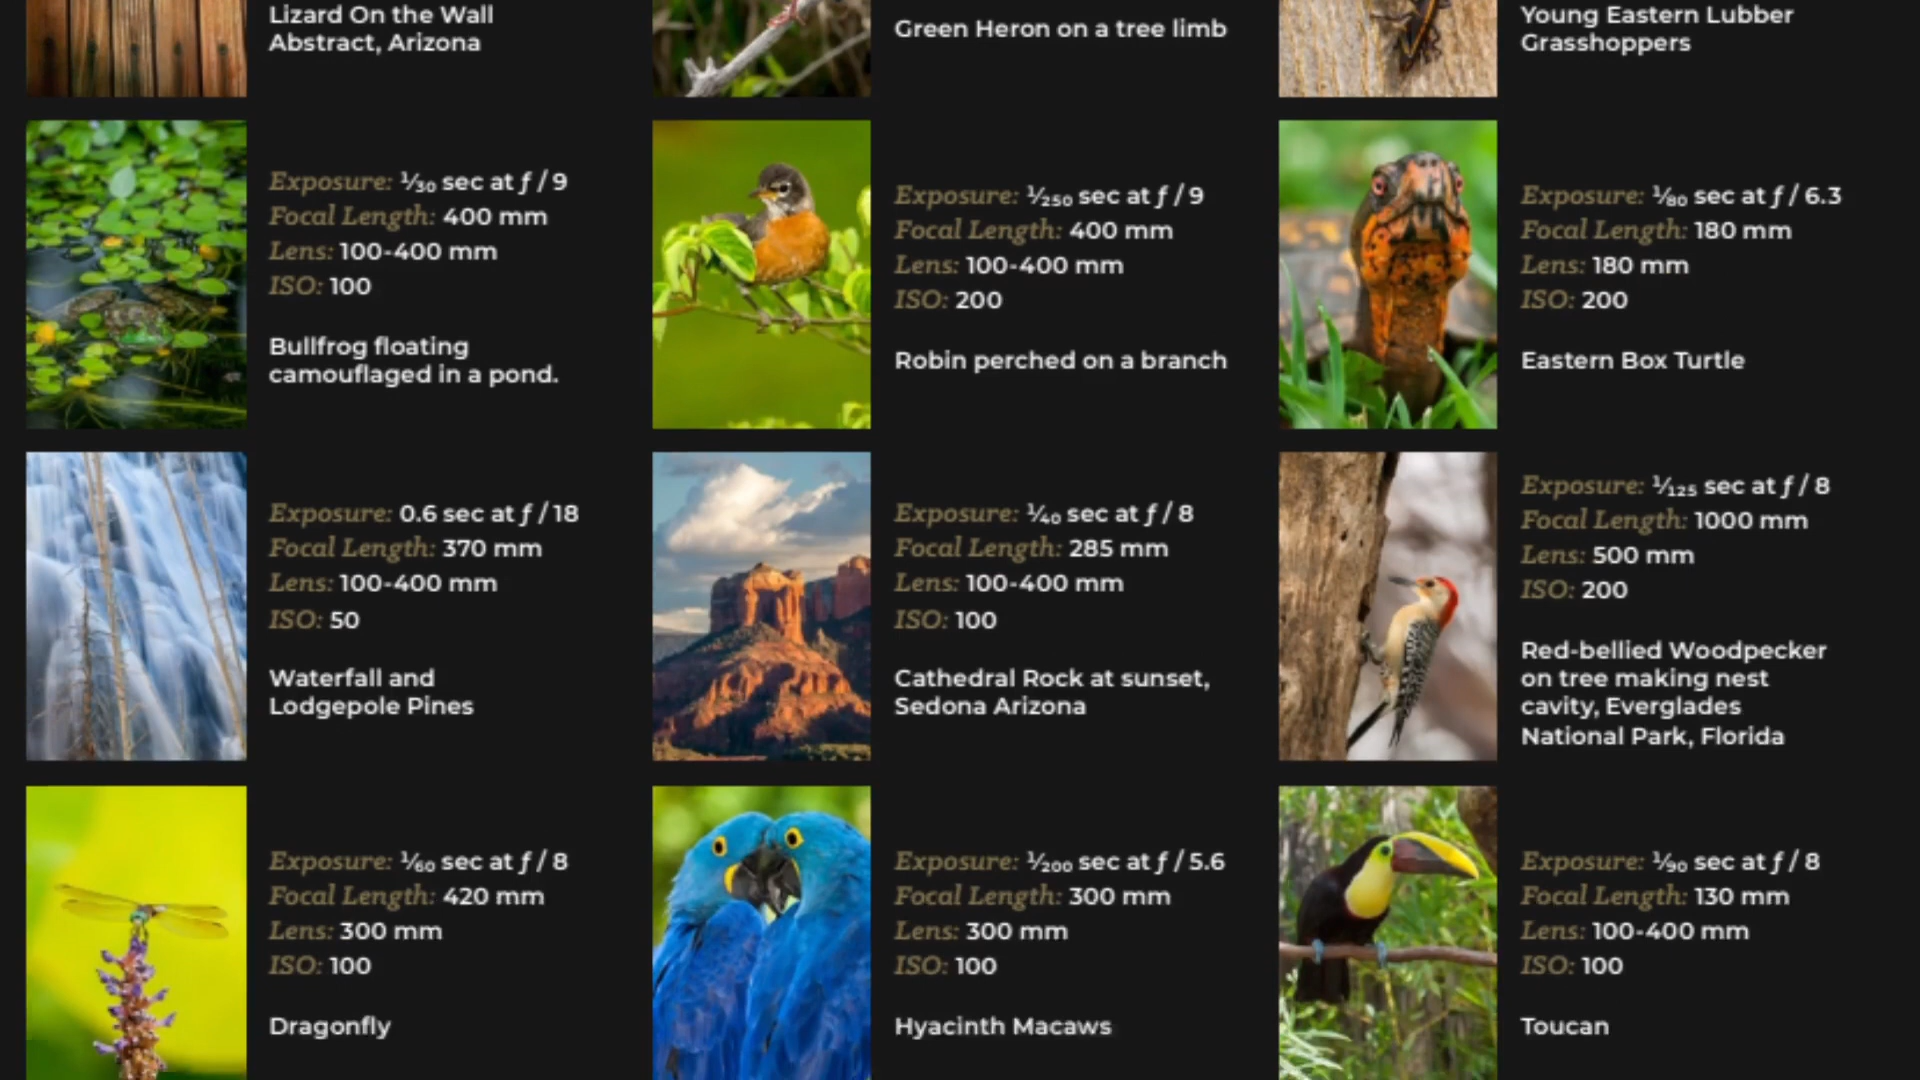 Lizard On the Wall
Abstract, Arizona
Green Heron on a tree limb
Young Eastern Lubber
Grasshoppers
Exposure: 1/30 sec at ƒ / 9
Focal Length: 400 mm
Lens: 100-400 mm
ISO: 100
Bullfrog floating
camouflaged in a pond.
Exposure: 1/250 sec at ƒ / 9
Focal Length: 400 mm
Lens: 100-400 mm
ISO: 200
Robin perched on a branch
Exposure: 1/80 sec at ƒ / 6.3
Focal Length: 180 mm
Lens: 180 mm
ISO: 200
Eastern Box Turtle
Exposure: 0.6 sec at ƒ / 18
Focal Length: 370 mm
Lens: 100-400 mm
ISO: 50
Waterfall and
Lodgepole Pines
Exposure: 1/40 sec at ƒ / 8
Focal Length: 285 mm
Lens: 100-400 mm
ISO: 100
Cathedral Rock at sunset,
Sedona Arizona
Exposure: 1/125 sec at ƒ / 8
Focal Length: 1000 mm
Lens: 500 mm
ISO: 200
Red-bellied Woodpecker
on tree making nest
cavity, Everglades
National Park, Florida
Exposure: 1/60 sec at ƒ / 8
Focal Length: 420 mm
Lens: 300 mm
ISO: 100
Dragonfly
Exposure: 1/200 sec at ƒ / 5.6
Focal Length: 300 mm
Lens: 300 mm
ISO: 100
Hyacinth Macaws
Exposure: 1/90 sec at ƒ / 8
Focal Length: 130 mm
Lens: 100-400 mm
ISO: 100
Toucan